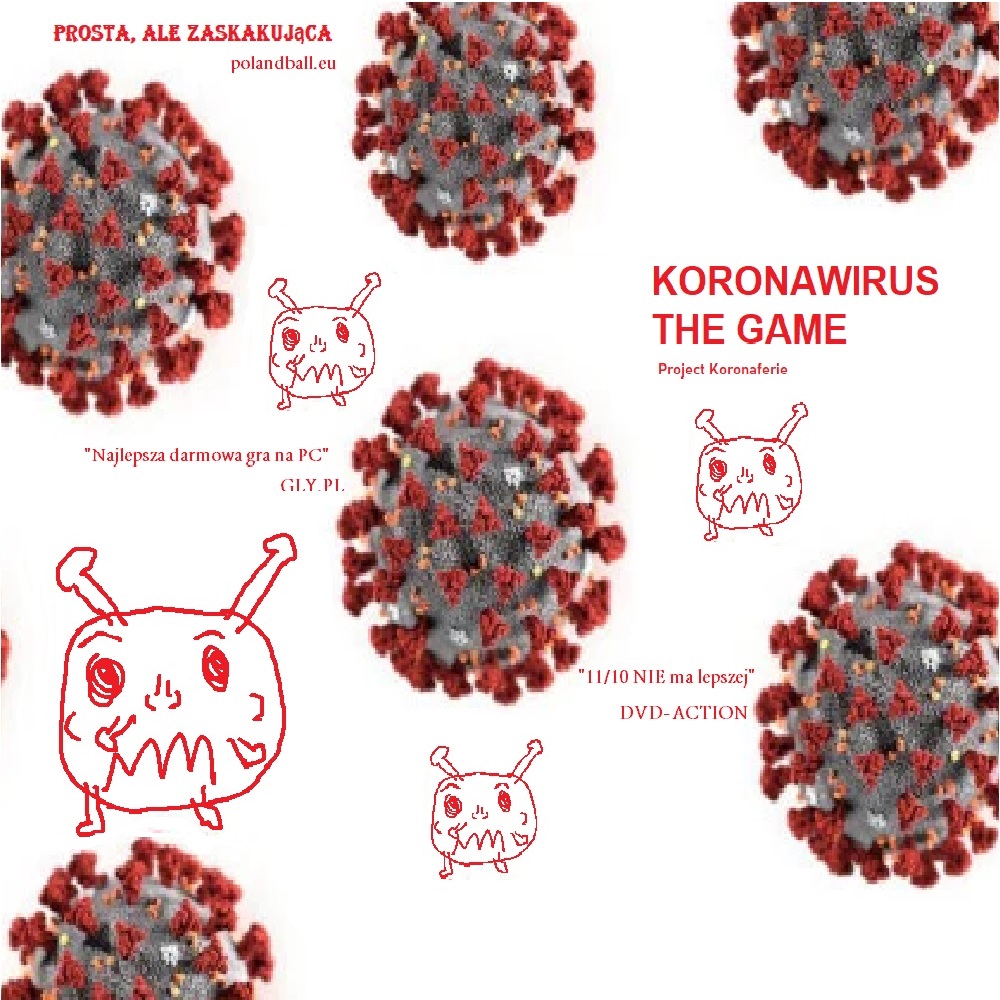 PROSTA, ALE ZASKAKUJąCA
polandball.eu
KORONAWIRUS
THE GAME
Project Koronaferie
"Najlepsza darmowa gra na PC"
GLY.PL
"11/10 NIE ma lepszej"
DVD-ACTION